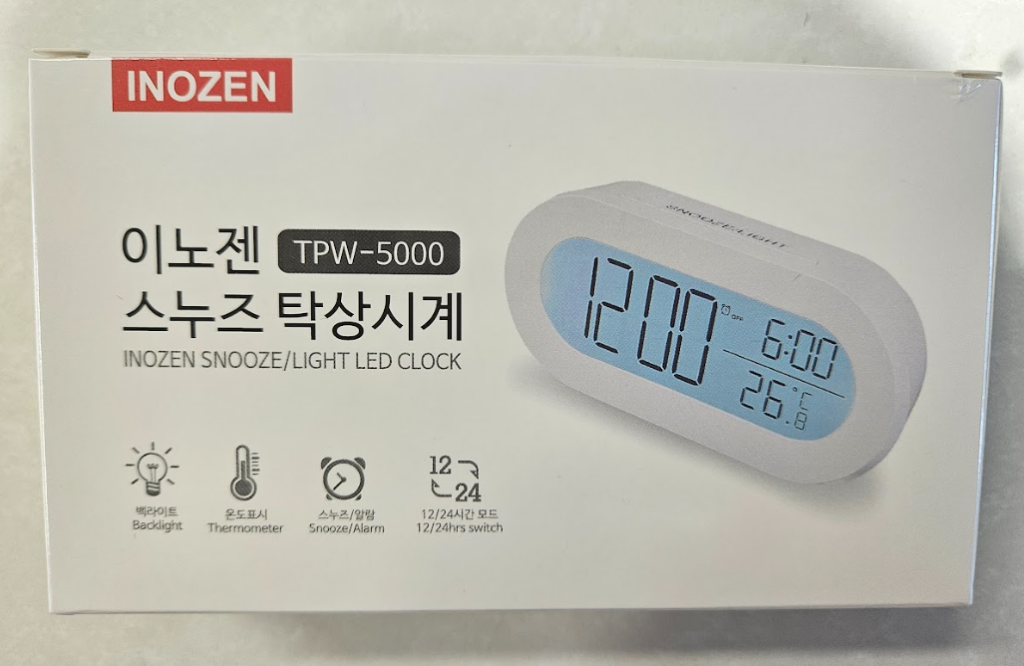 INOZEN
이노젠 TPW-5000
스누즈 탁상시계
INOZEN SNOOZE/LIGHT LED CLOCK
SNOOZE/LIGHT
12:00
OFF
6:00
26.8°C
12
24
백라이트
Backlight
온도표시
Thermometer
스누즈/알람
Snooze/Alarm
12/24시간 모드
12/24hrs switch